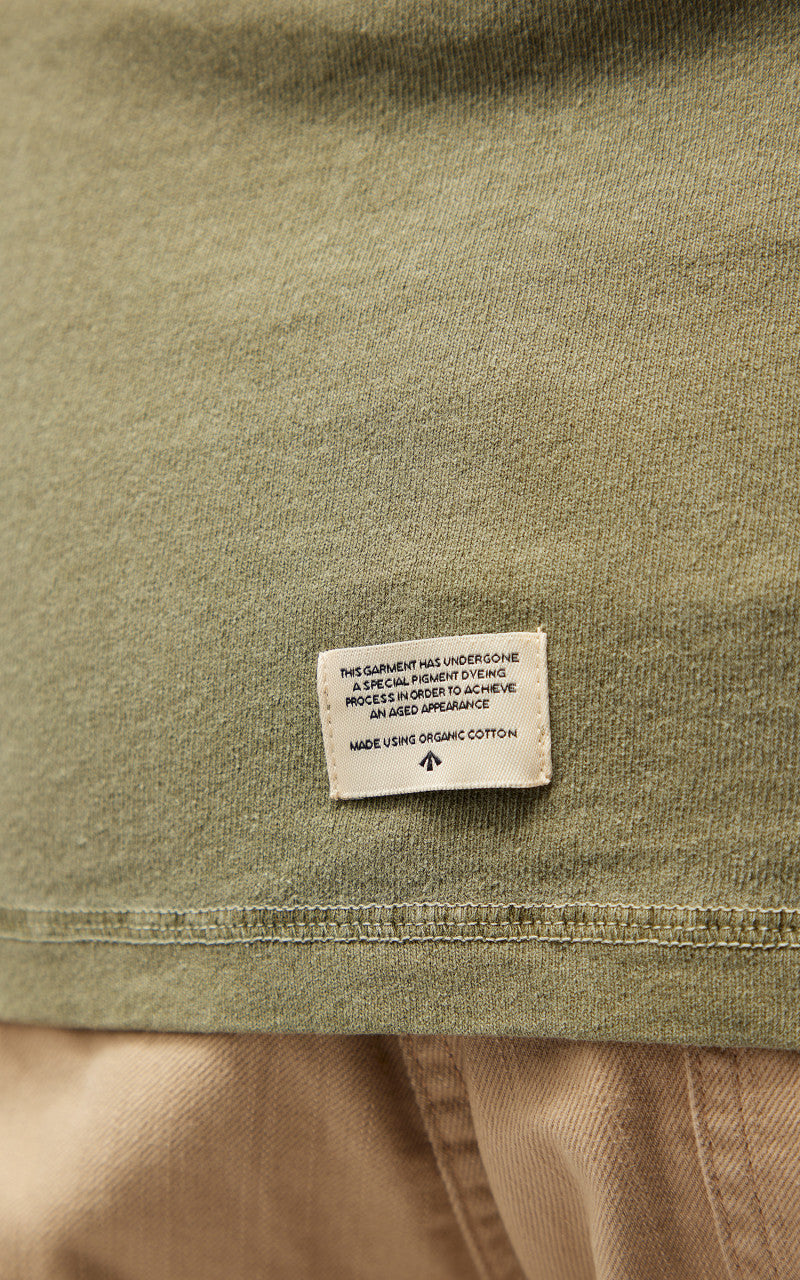 THIS GARMENT HAS UNDERGONE
A SPECIAL PIGMENT DYEING
PROCESS IN ORDER TO ACHIEVE
AN AGED APPEARANCE
MADE USING ORGANIC COTTON